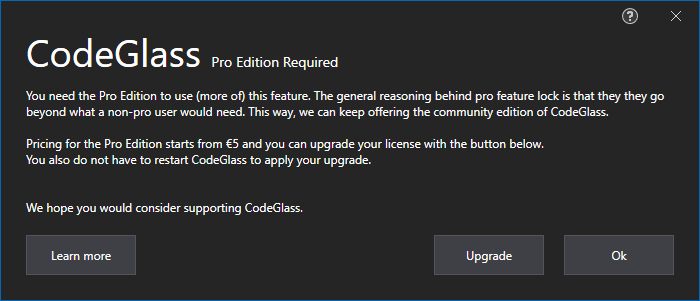 CodeGlass Pro Edition Required
You need the Pro Edition to use (more of) this feature. The general reasoning behind pro feature lock is that they they go
beyond what a non-pro user would need. This way, we can keep offering the community edition of CodeGlass.
Pricing for the Pro Edition starts from €5 and you can upgrade your license with the button below.
You also do not have to restart CodeGlass to apply your upgrade.
We hope you would consider supporting CodeGlass.
Learn more Upgrade Ok